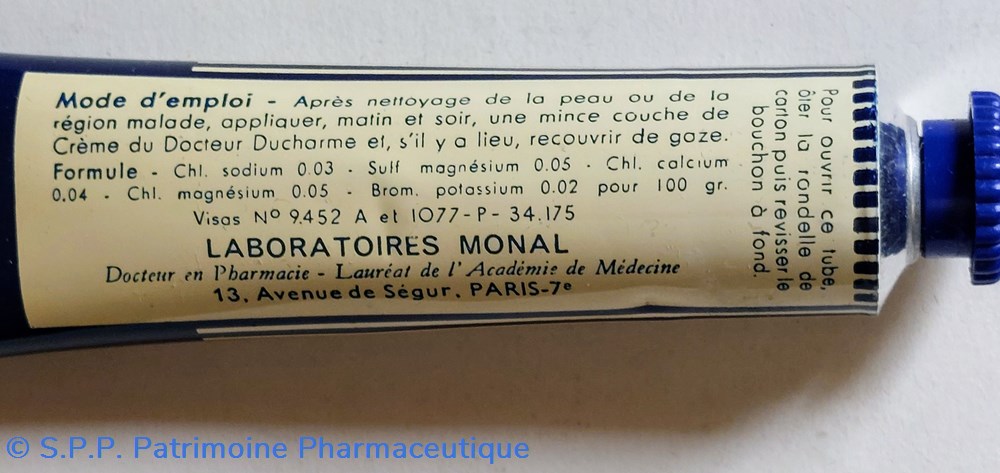 Mode d'emploi - Après nettoyage de la peau ou de la
région malade, appliquer, matin et soir, une mince couche de
Crème du Docteur Ducharme et, s'il y a lieu, recouvrir de gaze.
Formule - Chl. sodium 0.03 - Sulf magnésium 0.05 - Chl. calcium
0.04 - Chl. magnésium 0.05 - Brom. potassium 0.02 pour 100 gr.
Visas Nº 9.452 A et 1077-P-34.175
LABORATOIRES MONAL
Docteur en Pharmacie - Lauréat de l'Académie de Médecine
13, Avenue de Ségur, PARIS-7e
Pour ouvrir ce tube,
ôter la rondelle de
carton puis revisser le
bouchon à fond.
© S.P.P. Patrimoine Pharmaceutique